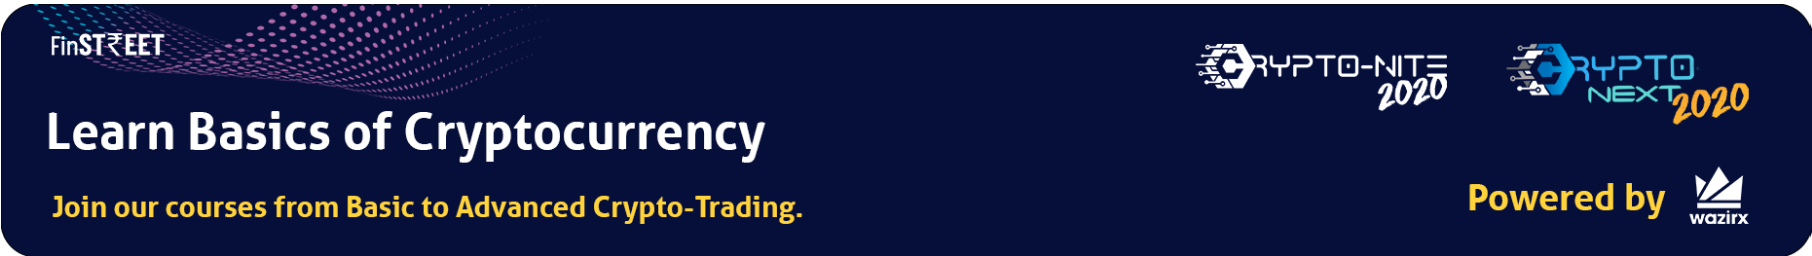 FinST₹EET
CRYPTO-NITE
2020
CRYPTO
NEXT 2020
Learn Basics of Cryptocurrency
Join our courses from Basic to Advanced Crypto-Trading.
Powered by
wazirx